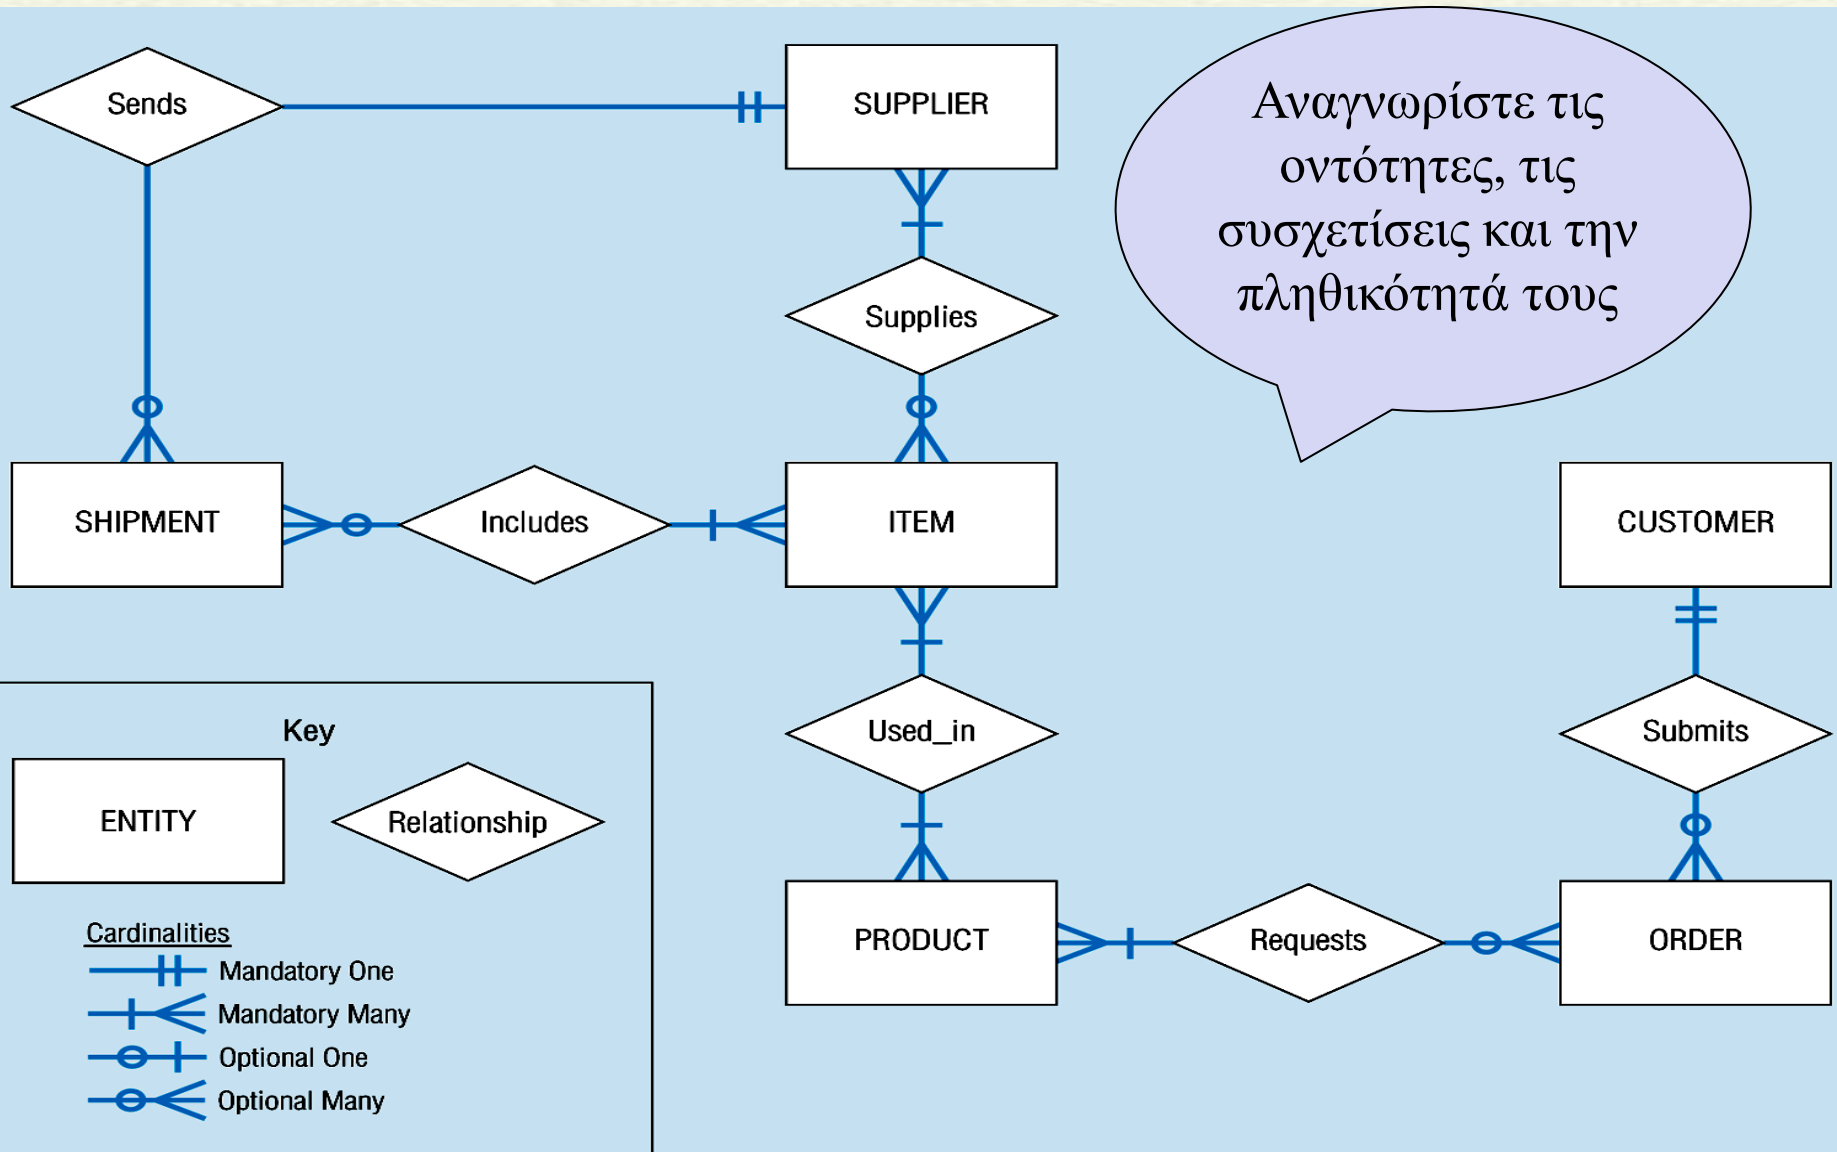 Sends
SUPPLIER
Αναγνωρίστε τις
οντότητες, τις
συσχετίσεις και την
πληθικότητά τους
Supplies
SHIPMENT
Includes
ITEM
CUSTOMER
Used_in
Submits
PRODUCT
Requests
ORDER
Key
ENTITY
Relationship
Cardinalities
Mandatory One
Mandatory Many
Optional One
Optional Many